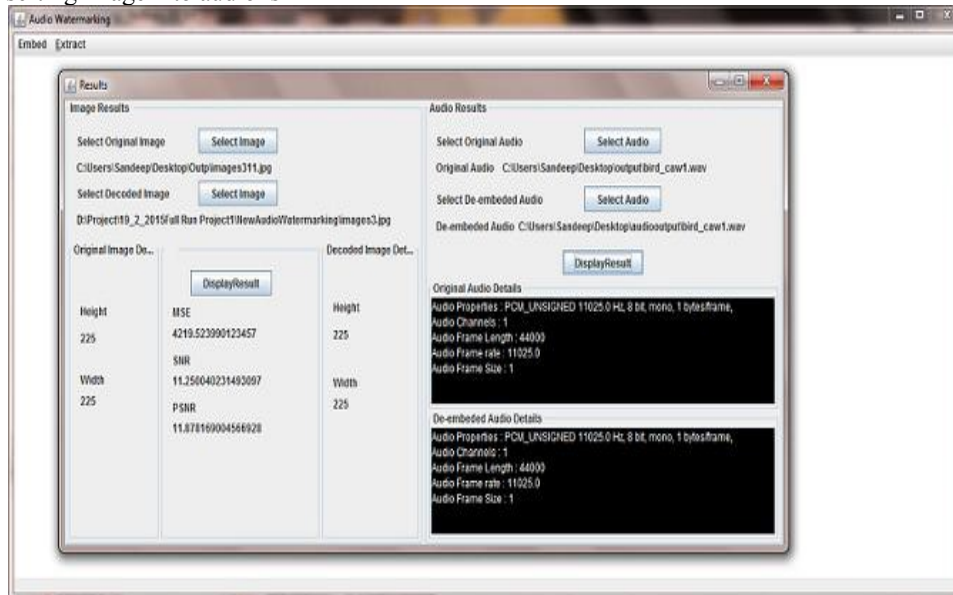 Audio Watermarking
Embed Extract
Results
Image Results
Select Original Image Select Image
C:\Users\Sandeep\Desktop\Outp\images311.jpg
Select Decoded Image Select Image
D:\Project\19_2_2015Full Run Project1\NewAudioWatermarking\images3.jpg
Original Image De...
Height
225
Width
225
DisplayResult
MSE
4219.523990123457
SNR
11.250040231493097
PSNR
11.878169004566928
Decoded Image Det...
Height
225
Width
225
Audio Results
Select Original Audio Select Audio
Original Audio C:\Users\Sandeep\Desktop\output\bird_caw1.wav
Select De-embeded Audio Select Audio
De-embeded Audio C:\Users\Sandeep\Desktop\audiooutput\bird_caw1.wav
DisplayResult
Original Audio Details
Audio Properties : PCM_UNSIGNED 11025.0 Hz, 8 bit, mono, 1 bytes/frame,
Audio Channels : 1
Audio Frame Length : 44000
Audio Frame rate : 11025.0
Audio Frame Size : 1
De-embeded Audio Details
Audio Properties : PCM_UNSIGNED 11025.0 Hz, 8 bit, mono, 1 bytes/frame,
Audio Channels : 1
Audio Frame Length : 44000
Audio Frame rate : 11025.0
Audio Frame Size : 1